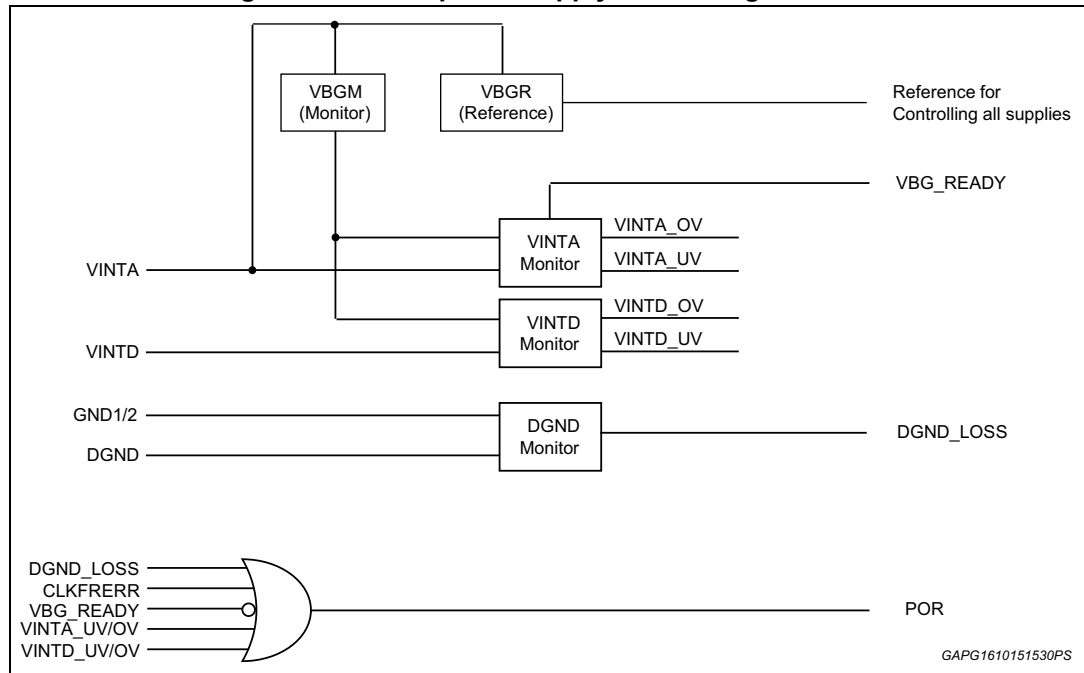 VBGM
(Monitor)
VBGR
(Reference)
Reference for
Controlling all supplies
VBG_READY
VINTA
Monitor
VINTA_OV
VINTA_UV
VINTA
VINTD
Monitor
VINTD_OV
VINTD_UV
VINTD
GND1/2
DGND
Monitor
DGND_LOSS
DGND
DGND_LOSS
CLKFRERR
VBG_READY
VINTA_UV/OV
VINTD_UV/OV
POR
GAPG1610151530PS